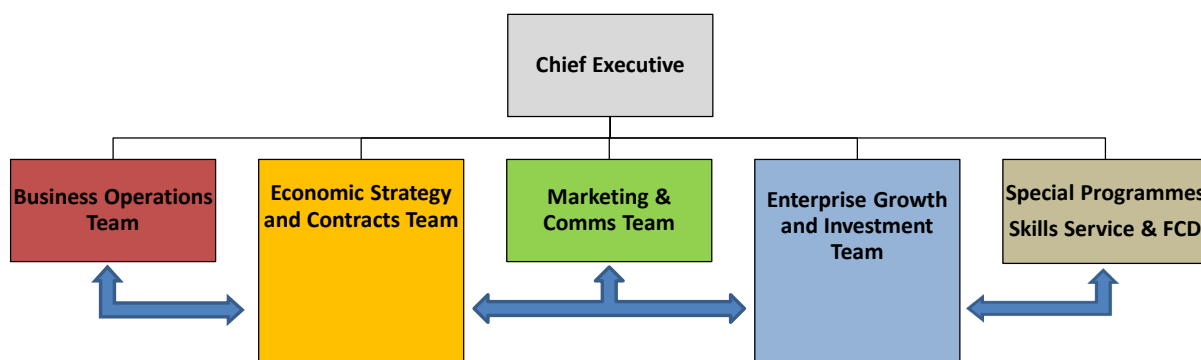 Chief Executive
Business Operations
Team
Economic Strategy
and Contracts Team
Marketing &
Comms Team
Enterprise Growth
and Investment
Team
Special Programmes
Skills Service & FCD